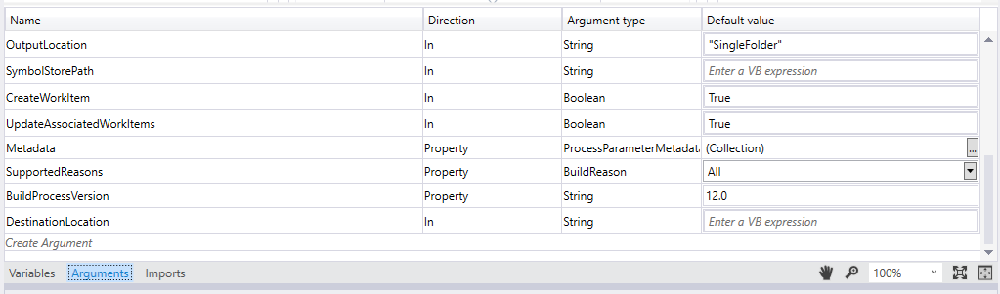 Name Direction Argument type Default value
OutputLocation In String "SingleFolder"
SymbolStorePath In String Enter a VB expression
CreateWorkItem In Boolean True
UpdateAssociatedWorkItems In Boolean True
Metadata Property ProcessParameterMetadata (Collection) ...
SupportedReasons Property BuildReason All
BuildProcessVersion Property String 12.0
DestinationLocation In String Enter a VB expression
Create Argument
Variables Arguments Imports 100%